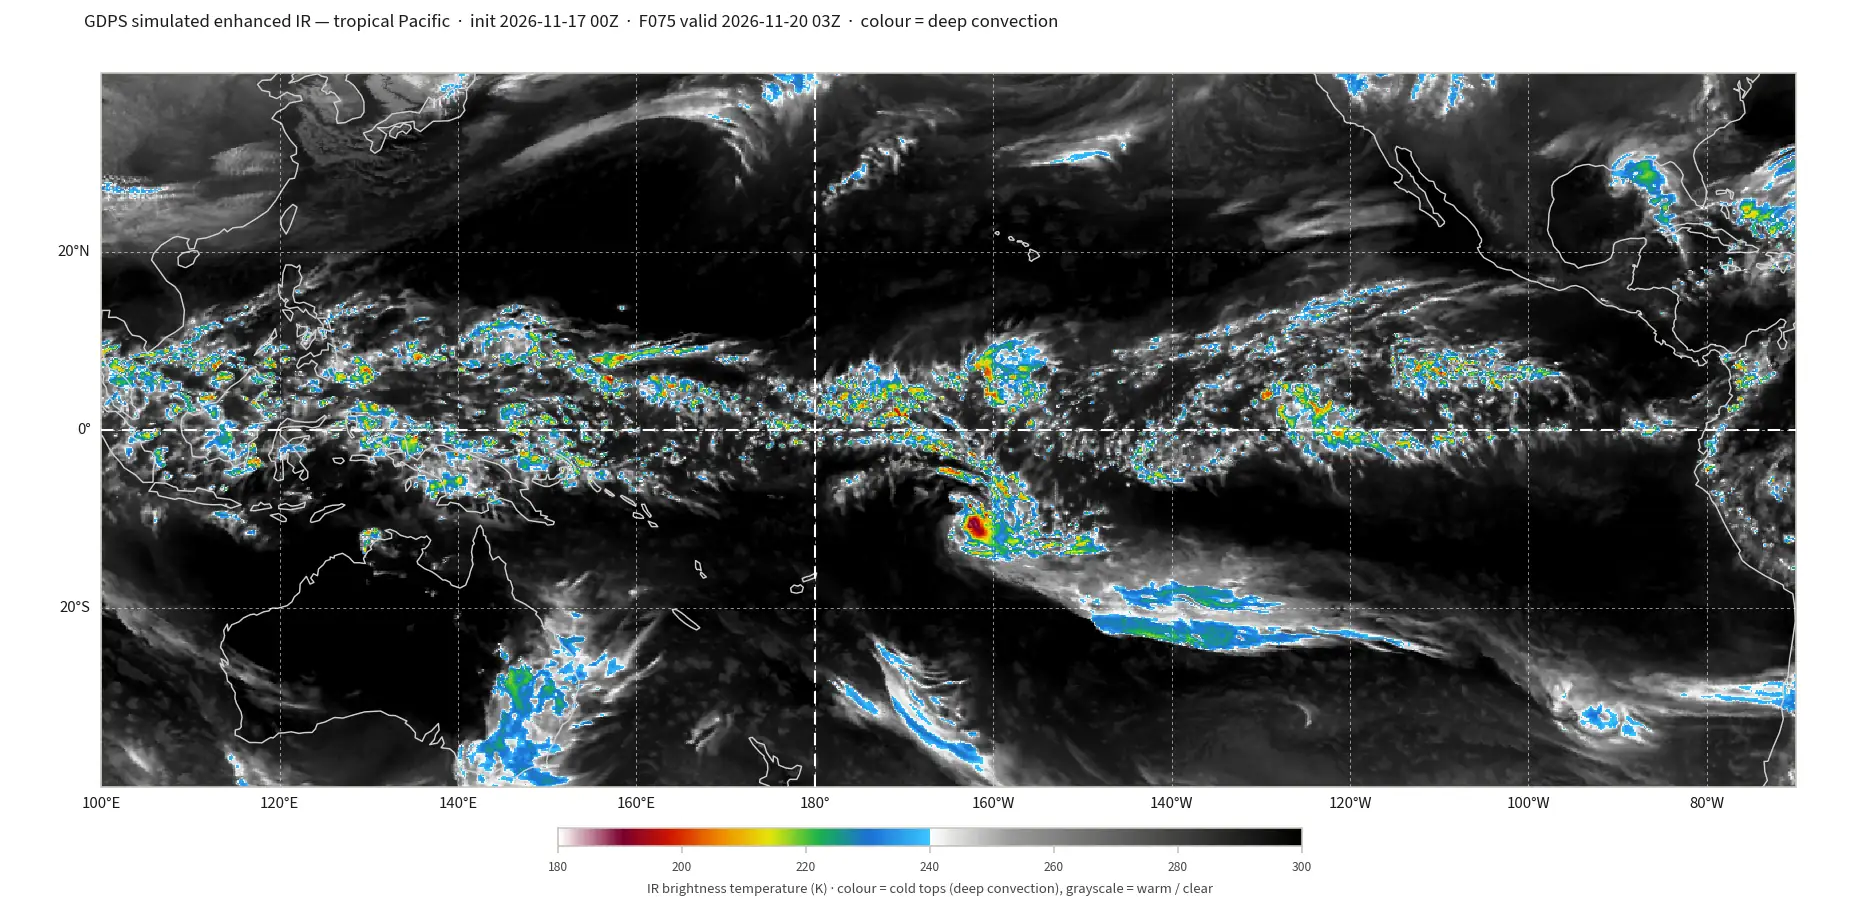 GDPS simulated enhanced IR — tropical Pacific · init 2026-11-17 00Z · F075 valid 2026-11-20 03Z · colour = deep convection
20°N
0°
20°S
100°E 120°E 140°E 160°E 180° 160°W 140°W 120°W 100°W 80°W
180 200 220 240 260 280 300
IR brightness temperature (K) · colour = cold tops (deep convection), grayscale = warm / clear